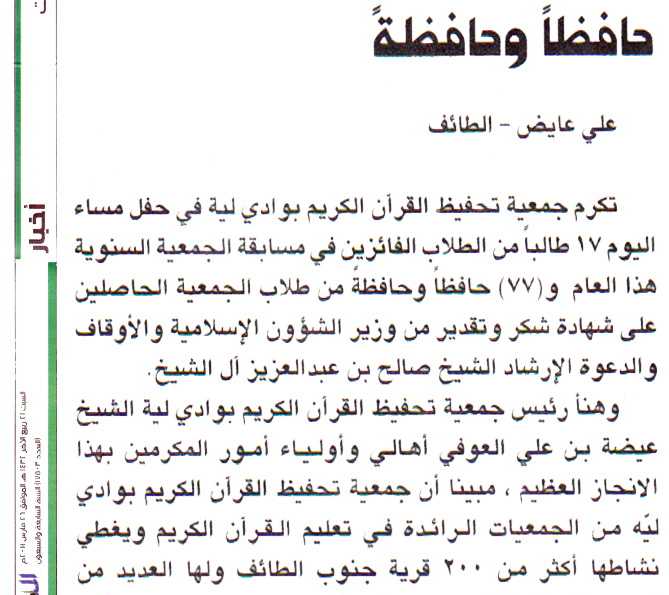 حافظاً وحافظةً
علي عايض - الطائف
تكرم جمعية تحفيظ القرآن الكريم بوادي لية في حفل مساء
اليوم ١٧ طالباً من الطلاب الفائزين في مسابقة الجمعية السنوية
هذا العام و(٧٧) حافظاً وحافظةً من طلاب الجمعية الحاصلين
على شهادة شكر وتقدير من وزير الشؤون الإسلامية والأوقاف
والدعوة الإرشاد الشيخ صالح بن عبدالعزيز آل الشيخ.
وهنأ رئيس جمعية تحفيظ القرآن الكريم بوادي لية الشيخ
عيضة بن علي العوفي أهالي وأولياء أمور المكرمين بهذا
الانجاز العظيم ، مبينا أن جمعية تحفيظ القرآن الكريم بوادي
ليّه من الجمعيات الرائدة في تعليم القرآن الكريم ويغطي
نشاطها أكثر من ٢٠٠ قرية جنوب الطائف ولها العديد من
أخبار
السبت ٢١ ربيع الآخر ١٤٣٢ هـ الموافق ٢٦ مارس ٢٠١١م
السنة السابعة والسبعون